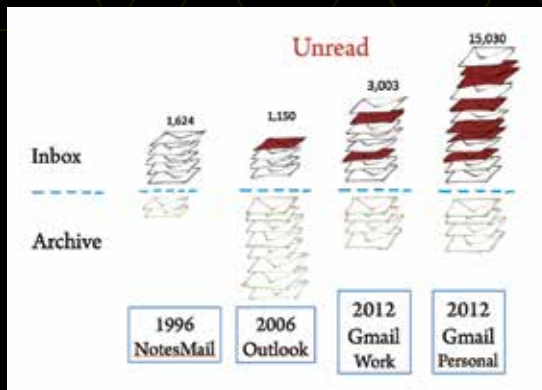 Unread
15,030
3,003
1,624
1,150
Inbox
Archive
1996
NotesMail
2006
Outlook
2012
Gmail
Work
2012
Gmail
Personal